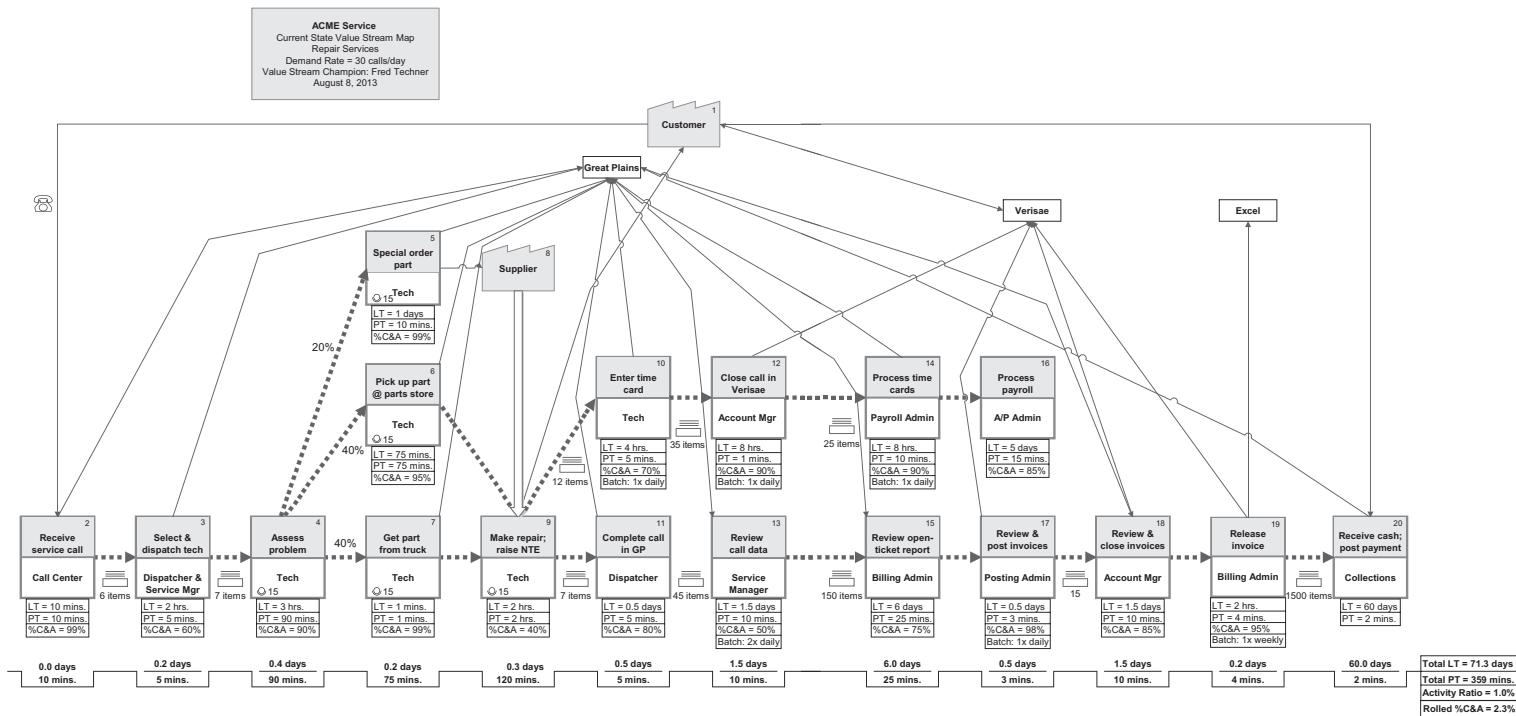 ACME Service
Current State Value Stream Map
Repair Services
Demand Rate = 30 calls/day
Value Stream Champion: Fred Techner
August 8, 2013
1
Customer
Great Plains
Verisae
Excel
5
Special order
part
Tech
15
LT = 1 days
PT = 10 mins.
%C&A = 99%
8
Supplier
20%
6
Pick up part
@ parts store
Tech
15
LT = 75 mins.
PT = 75 mins.
%C&A = 95%
40%
10
Enter time
card
Tech
LT = 4 hrs.
PT = 5 mins.
%C&A = 70%
12 items
35 items
12
Close call in
Verisae
Account Mgr
LT = 8 hrs.
PT = 1 mins.
%C&A = 90%
Batch: 1x daily
25 items
14
Process time
cards
Payroll Admin
LT = 8 hrs.
PT = 10 mins.
%C&A = 90%
Batch: 1x daily
16
Process
payroll
A/P Admin
LT = 5 days
PT = 15 mins.
%C&A = 85%
2
Receive
service call
Call Center
LT = 10 mins.
PT = 10 mins.
%C&A = 99%
6 items
3
Select &
dispatch tech
Dispatcher &
Service Mgr
LT = 2 hrs.
PT = 5 mins.
%C&A = 60%
7 items
4
Assess
problem
Tech
15
LT = 3 hrs.
PT = 90 mins.
%C&A = 90%
40%
7
Get part
from truck
Tech
15
LT = 1 mins.
PT = 1 mins.
%C&A = 99%
9
Make repair;
raise NTE
Tech
15
LT = 2 hrs.
PT = 2 hrs.
%C&A = 40%
7 items
11
Complete call
in GP
Dispatcher
LT = 0.5 days
PT = 5 mins.
%C&A = 80%
45 items
13
Review
call data
Service
Manager
LT = 1.5 days
PT = 10 mins.
%C&A = 50%
Batch: 2x daily
150 items
15
Review open-
ticket report
Billing Admin
LT = 6 days
PT = 25 mins.
%C&A = 75%
17
Review &
post invoices
Posting Admin
LT = 0.5 days
PT = 3 mins.
%C&A = 98%
Batch: 1x daily
15
18
Review &
close invoices
Account Mgr
LT = 1.5 days
PT = 10 mins.
%C&A = 85%
19
Release
invoice
Billing Admin
LT = 2 hrs.
PT = 4 mins.
%C&A = 95%
Batch: 1x weekly
1500 items
20
Receive cash;
post payment
Collections
LT = 60 days
PT = 2 mins.
0.0 days
10 mins.
0.2 days
5 mins.
0.4 days
90 mins.
0.2 days
75 mins.
0.3 days
120 mins.
0.5 days
5 mins.
1.5 days
10 mins.
6.0 days
25 mins.
0.5 days
3 mins.
1.5 days
10 mins.
0.2 days
4 mins.
60.0 days
2 mins.
Total LT = 71.3 days
Total PT = 359 mins.
Activity Ratio = 1.0%
Rolled %C&A = 2.3%